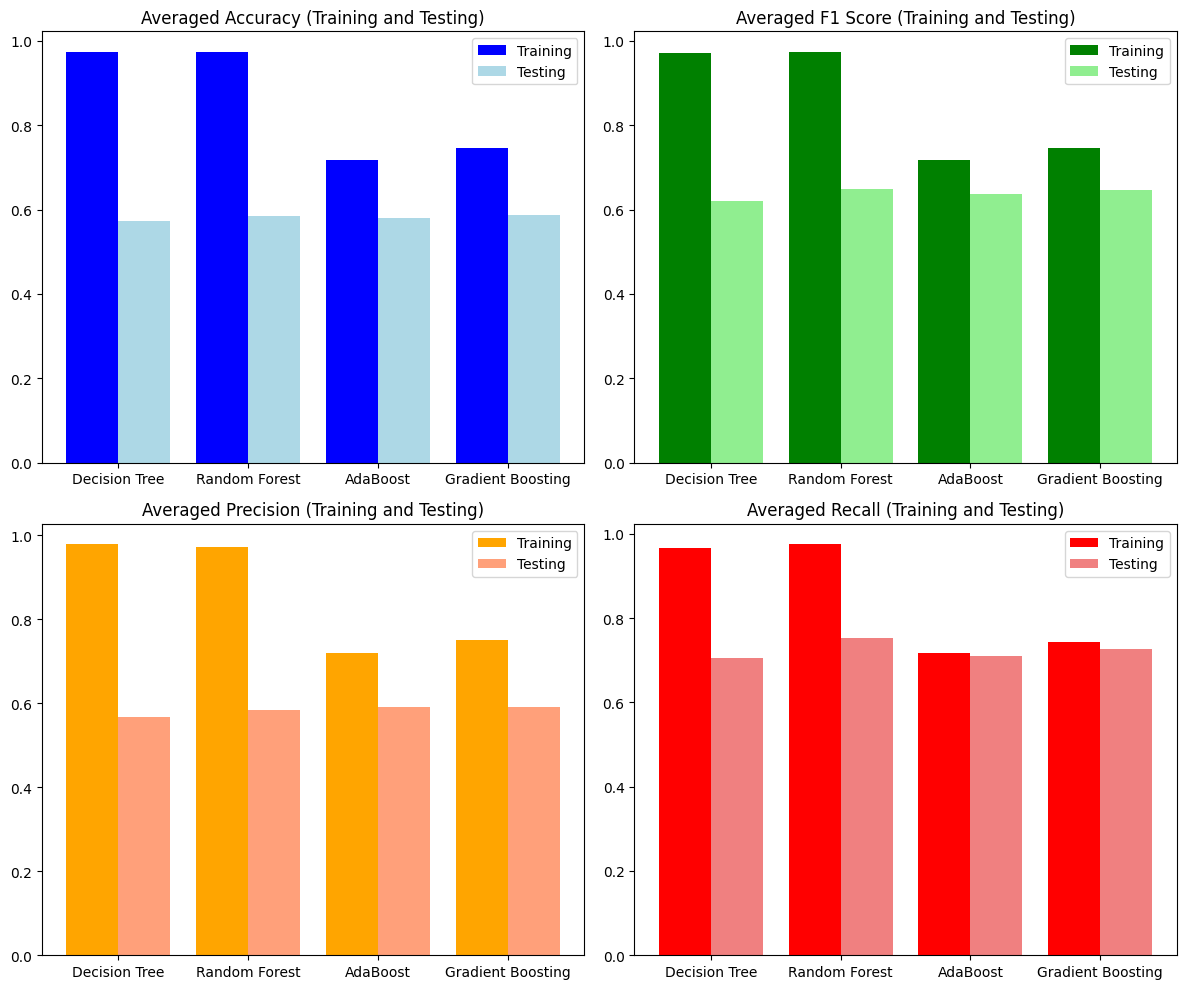 Averaged Accuracy (Training and Testing)
1.0
0.8
0.6
0.4
0.2
0.0
Training
Testing
Decision Tree Random Forest AdaBoost Gradient Boosting
Averaged F1 Score (Training and Testing)
1.0
0.8
0.6
0.4
0.2
0.0
Training
Testing
Decision Tree Random Forest AdaBoost Gradient Boosting
Averaged Precision (Training and Testing)
1.0
0.8
0.6
0.4
0.2
0.0
Training
Testing
Decision Tree Random Forest AdaBoost Gradient Boosting
Averaged Recall (Training and Testing)
1.0
0.8
0.6
0.4
0.2
0.0
Training
Testing
Decision Tree Random Forest AdaBoost Gradient Boosting